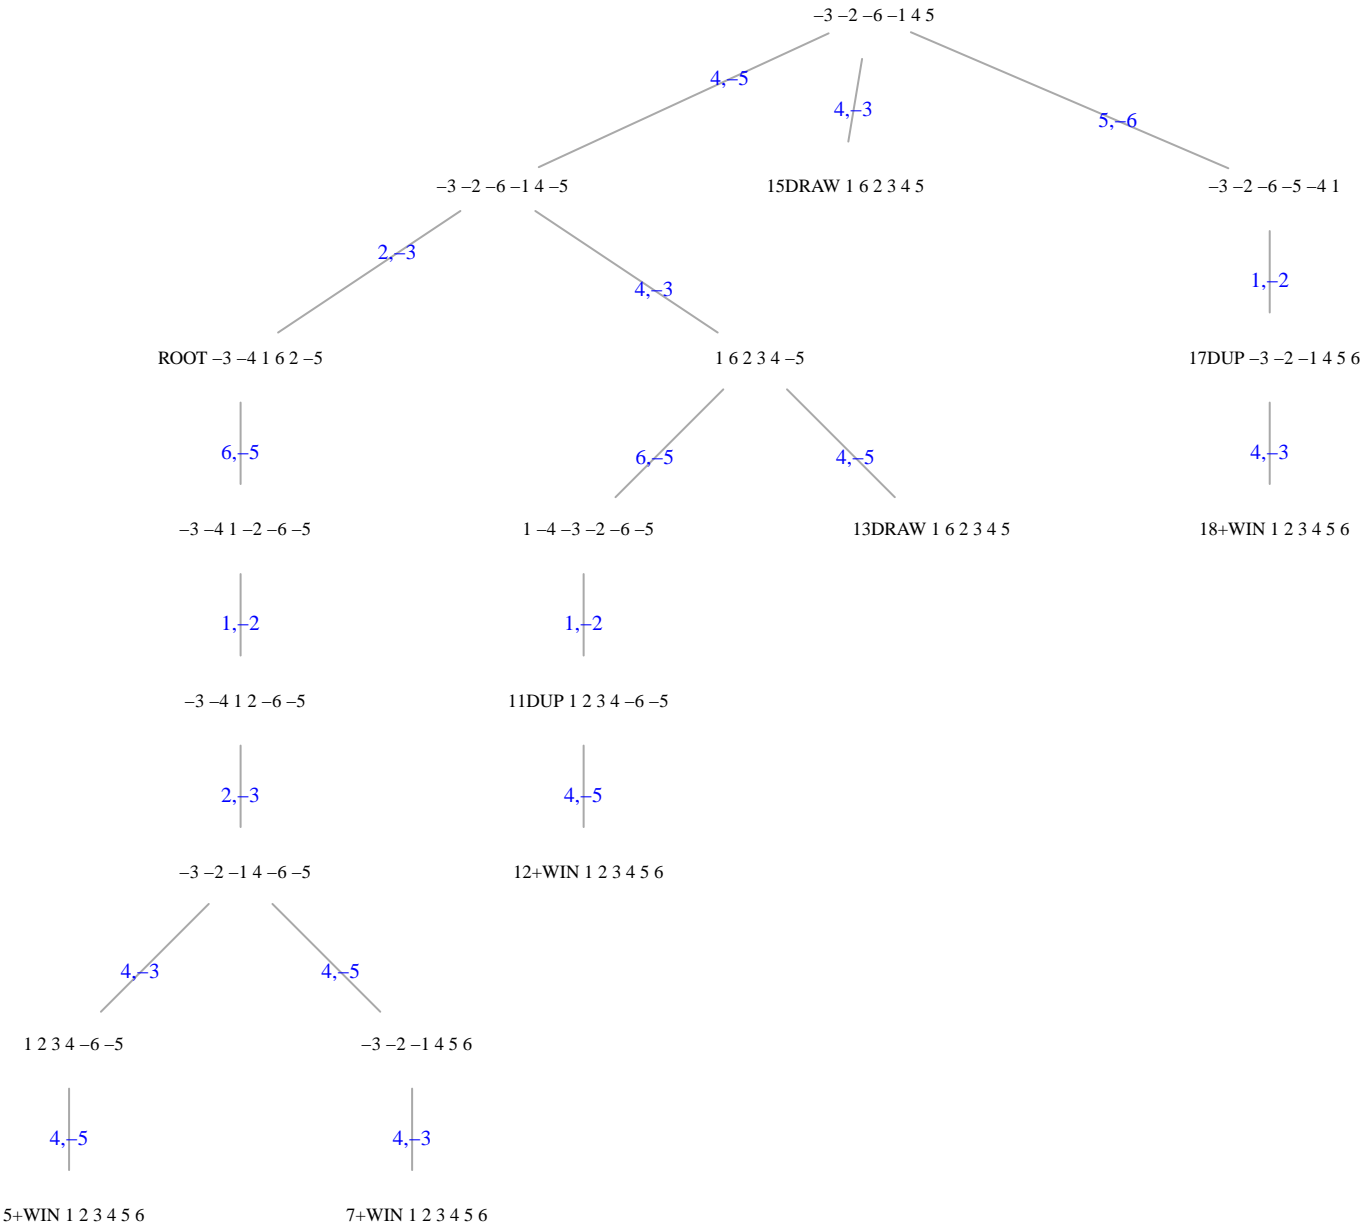 –3 –2 –6 –1 4 5
4,–5
4,–3
5,–6
–3 –2 –6 –1 4 –5
15DRAW 1 6 2 3 4 5
–3 –2 –6 –5 –4 1
2,–3
4,–3
1,–2
ROOT –3 –4 1 6 2 –5
1 6 2 3 4 –5
17DUP –3 –2 –1 4 5 6
6,–5
6,–5
4,–5
4,–3
–3 –4 1 –2 –6 –5
1 –4 –3 –2 –6 –5
13DRAW 1 6 2 3 4 5
18+WIN 1 2 3 4 5 6
1,–2
1,–2
–3 –4 1 2 –6 –5
11DUP 1 2 3 4 –6 –5
2,–3
4,–5
–3 –2 –1 4 –6 –5
12+WIN 1 2 3 4 5 6
4,–3
4,–5
1 2 3 4 –6 –5
–3 –2 –1 4 5 6
4,–5
4,–3
5+WIN 1 2 3 4 5 6
7+WIN 1 2 3 4 5 6